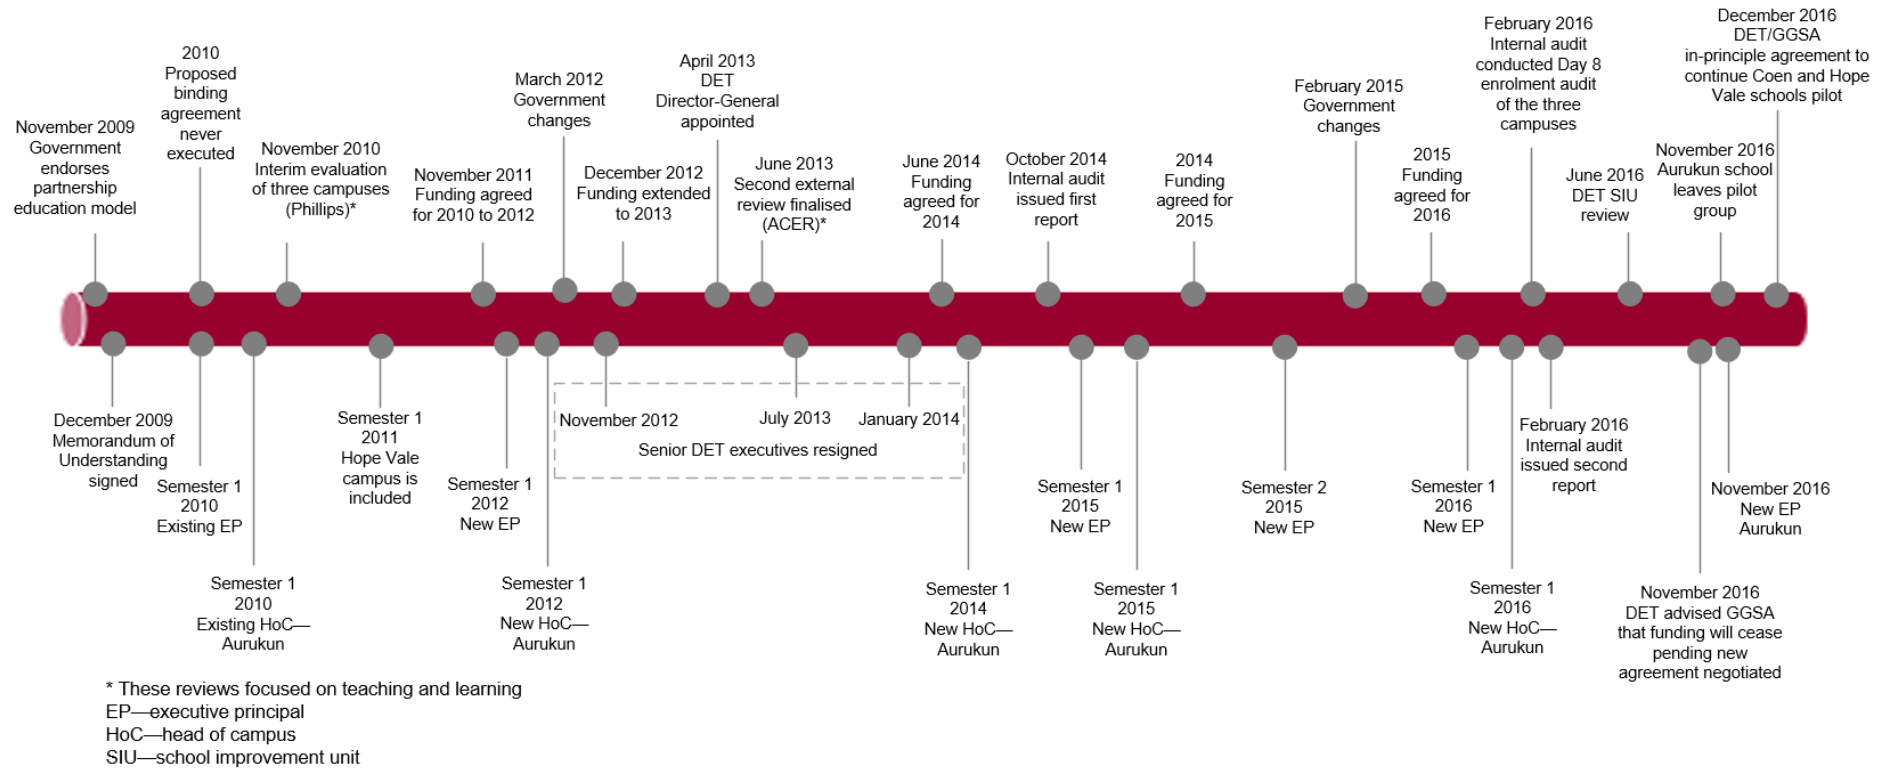 November 2009
Government
endorses
partnership
education model
2010
Proposed
binding
agreement
never
executed
November 2010
Interim evaluation
of three campuses
(Phillips)*
November 2011
Funding agreed
for 2010 to 2012
March 2012
Government
changes
December 2012
Funding extended
to 2013
April 2013
DET
Director-General
appointed
June 2013
Second external
review finalised
(ACER)*
June 2014
Funding
agreed for
2014
October 2014
Internal audit
issued first
report
2014
Funding
agreed for
2015
February 2015
Government
changes
2015
Funding
agreed for
2016
February 2016
Internal audit
conducted Day 8
enrolment audit
of the three
campuses
June 2016
DET SIU
review
November 2016
Aurukun school
leaves pilot
group
December 2016
DET/GGSA
in-principle agreement to
continue Coen and Hope
Vale schools pilot
December 2009
Memorandum of
Understanding
signed
Semester 1
2010
Existing EP
Semester 1
2010
Existing HoC—
Aurukun
Semester 1
2011
Hope Vale
campus is
included
Semester 1
2012
New EP
Semester 1
2012
New HoC—
Aurukun
November 2012
July 2013
January 2014
Senior DET executives resigned
Semester 1
2014
New HoC—
Aurukun
Semester 1
2015
New EP
Semester 1
2015
New HoC—
Aurukun
Semester 2
2015
New EP
Semester 1
2016
New EP
Semester 1
2016
New HoC—
Aurukun
February 2016
Internal audit
issued second
report
November 2016
DET advised GGSA
that funding will cease
pending new
agreement negotiated
November 2016
New EP
Aurukun
* These reviews focused on teaching and learning
EP—executive principal
HoC—head of campus
SIU—school improvement unit